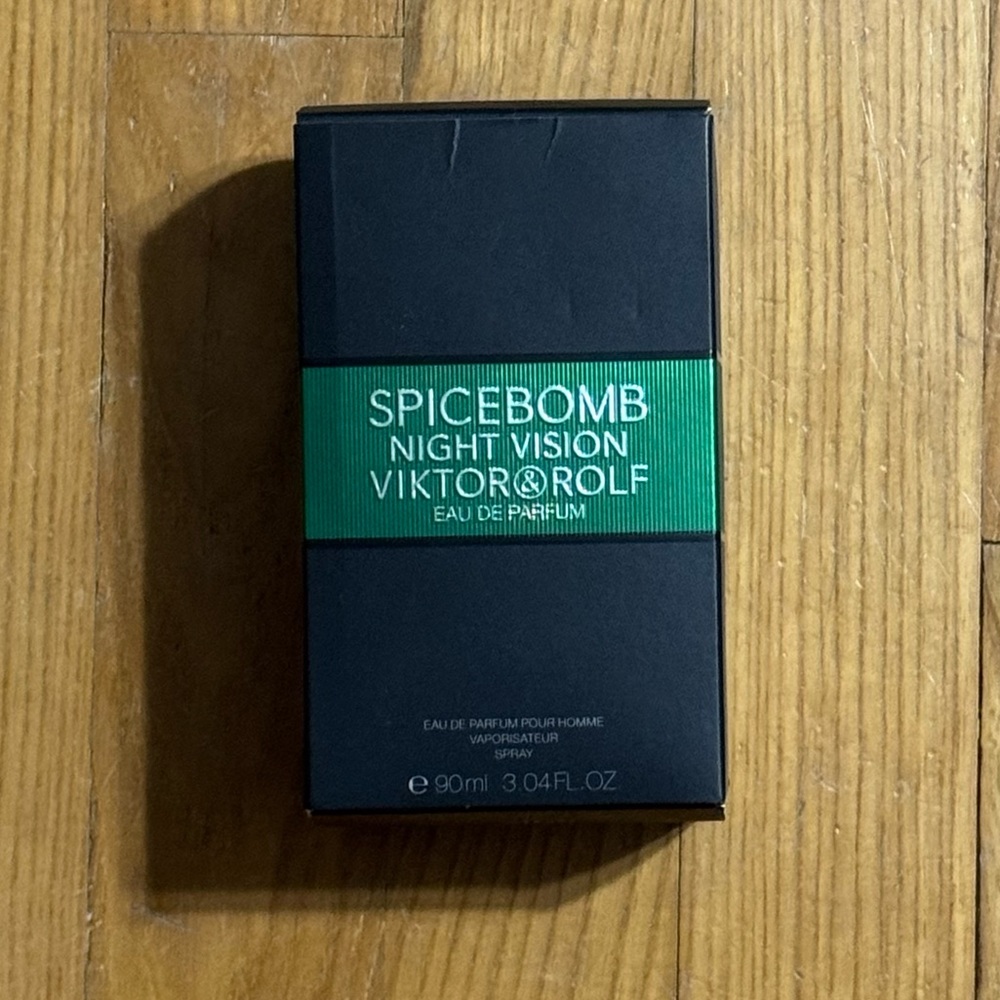 SPICEBOMB
NIGHT VISION
VIKTOR&ROLF
EAU DE PARFUM
EAU DE PARFUM POUR HOMME
VAPORISATEUR
SPRAY
℮ 90ml 3.04FL.OZ